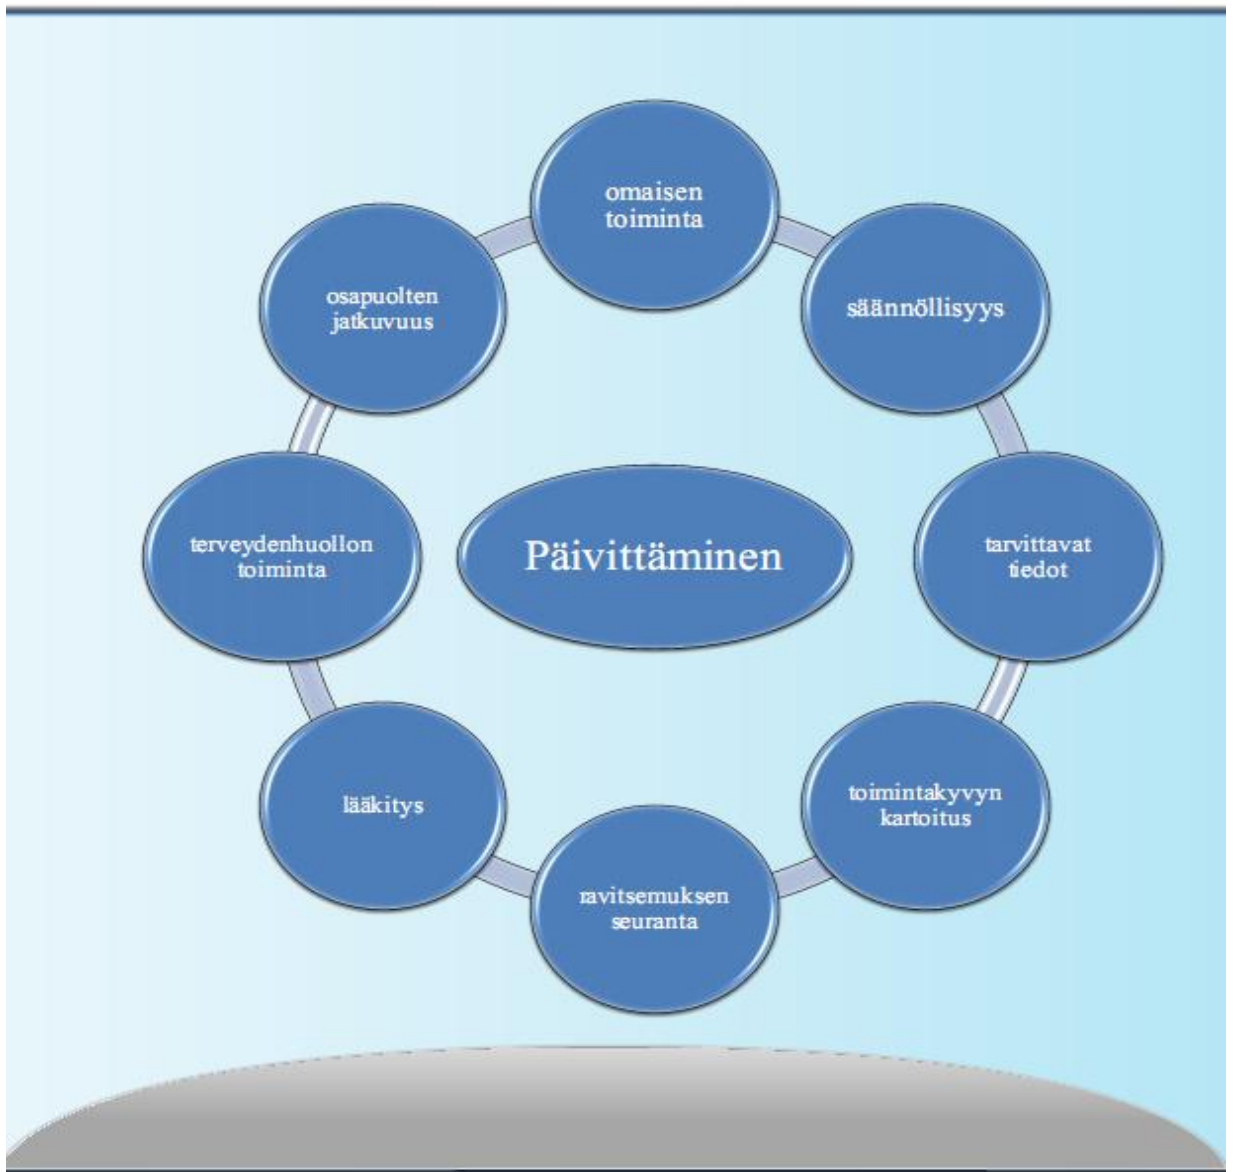 omaisen
toiminta
säännöllisyys
tarvittavat
tiedot
toimintakyvyn
kartoitus
ravitsemuksen
seuranta
lääkitys
terveydenhuollon
toiminta
osapuolten
jatkuvuus
Päivittäminen